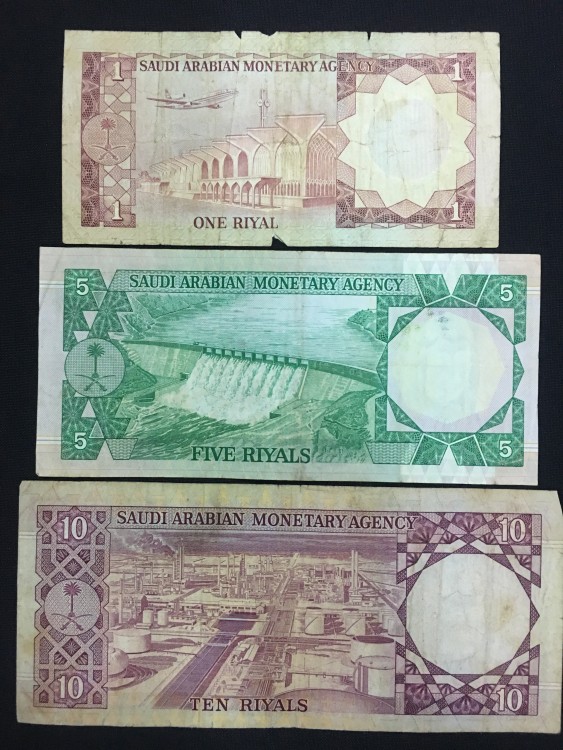 1 SAUDI ARABIAN MONETARY AGENCY 1
1 ONE RIYAL 1
SAUDI ARABIAN MONETARY AGENCY
5 5
5 FIVE RIYALS 5
SAUDI ARABIAN MONETARY AGENCY
10 10
10 TEN RIYALS 10